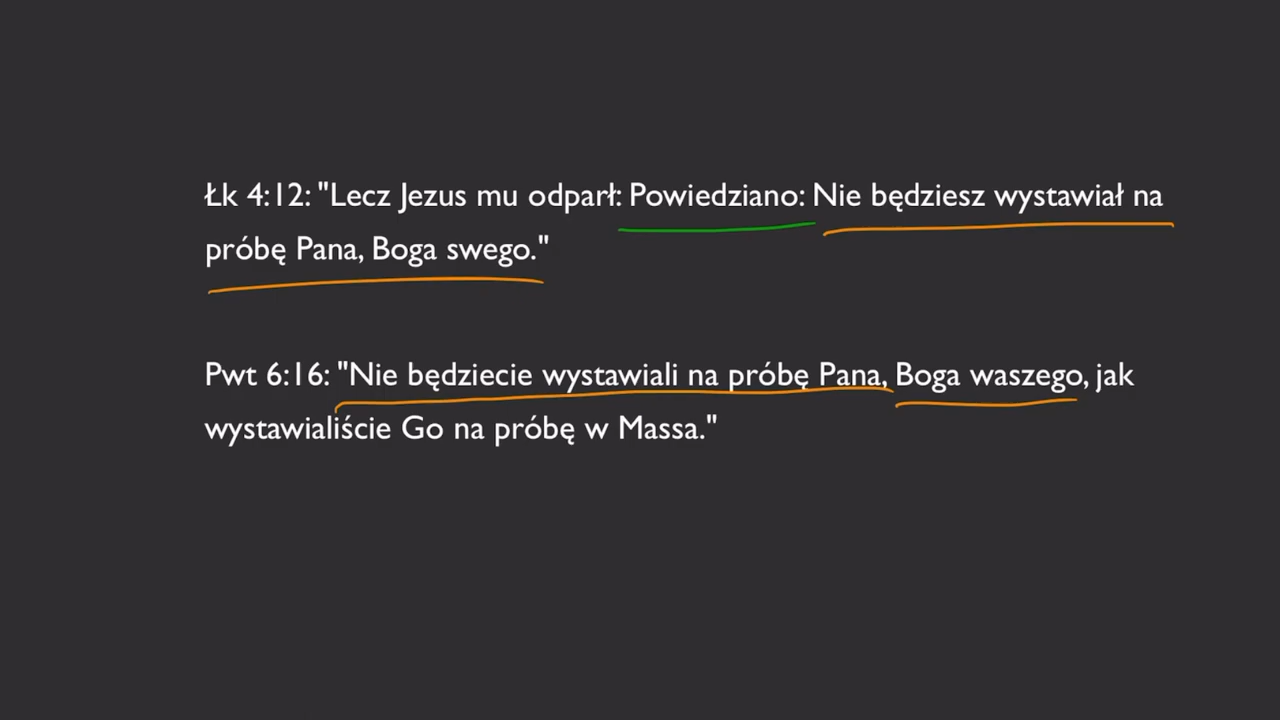 Łk 4:12: "Lecz Jezus mu odparł: Powiedziano: Nie będziesz wystawiał na
próbę Pana, Boga swego."
Pwt 6:16: "Nie będziecie wystawiali na próbę Pana, Boga waszego, jak
wystawialiście Go na próbę w Massa."